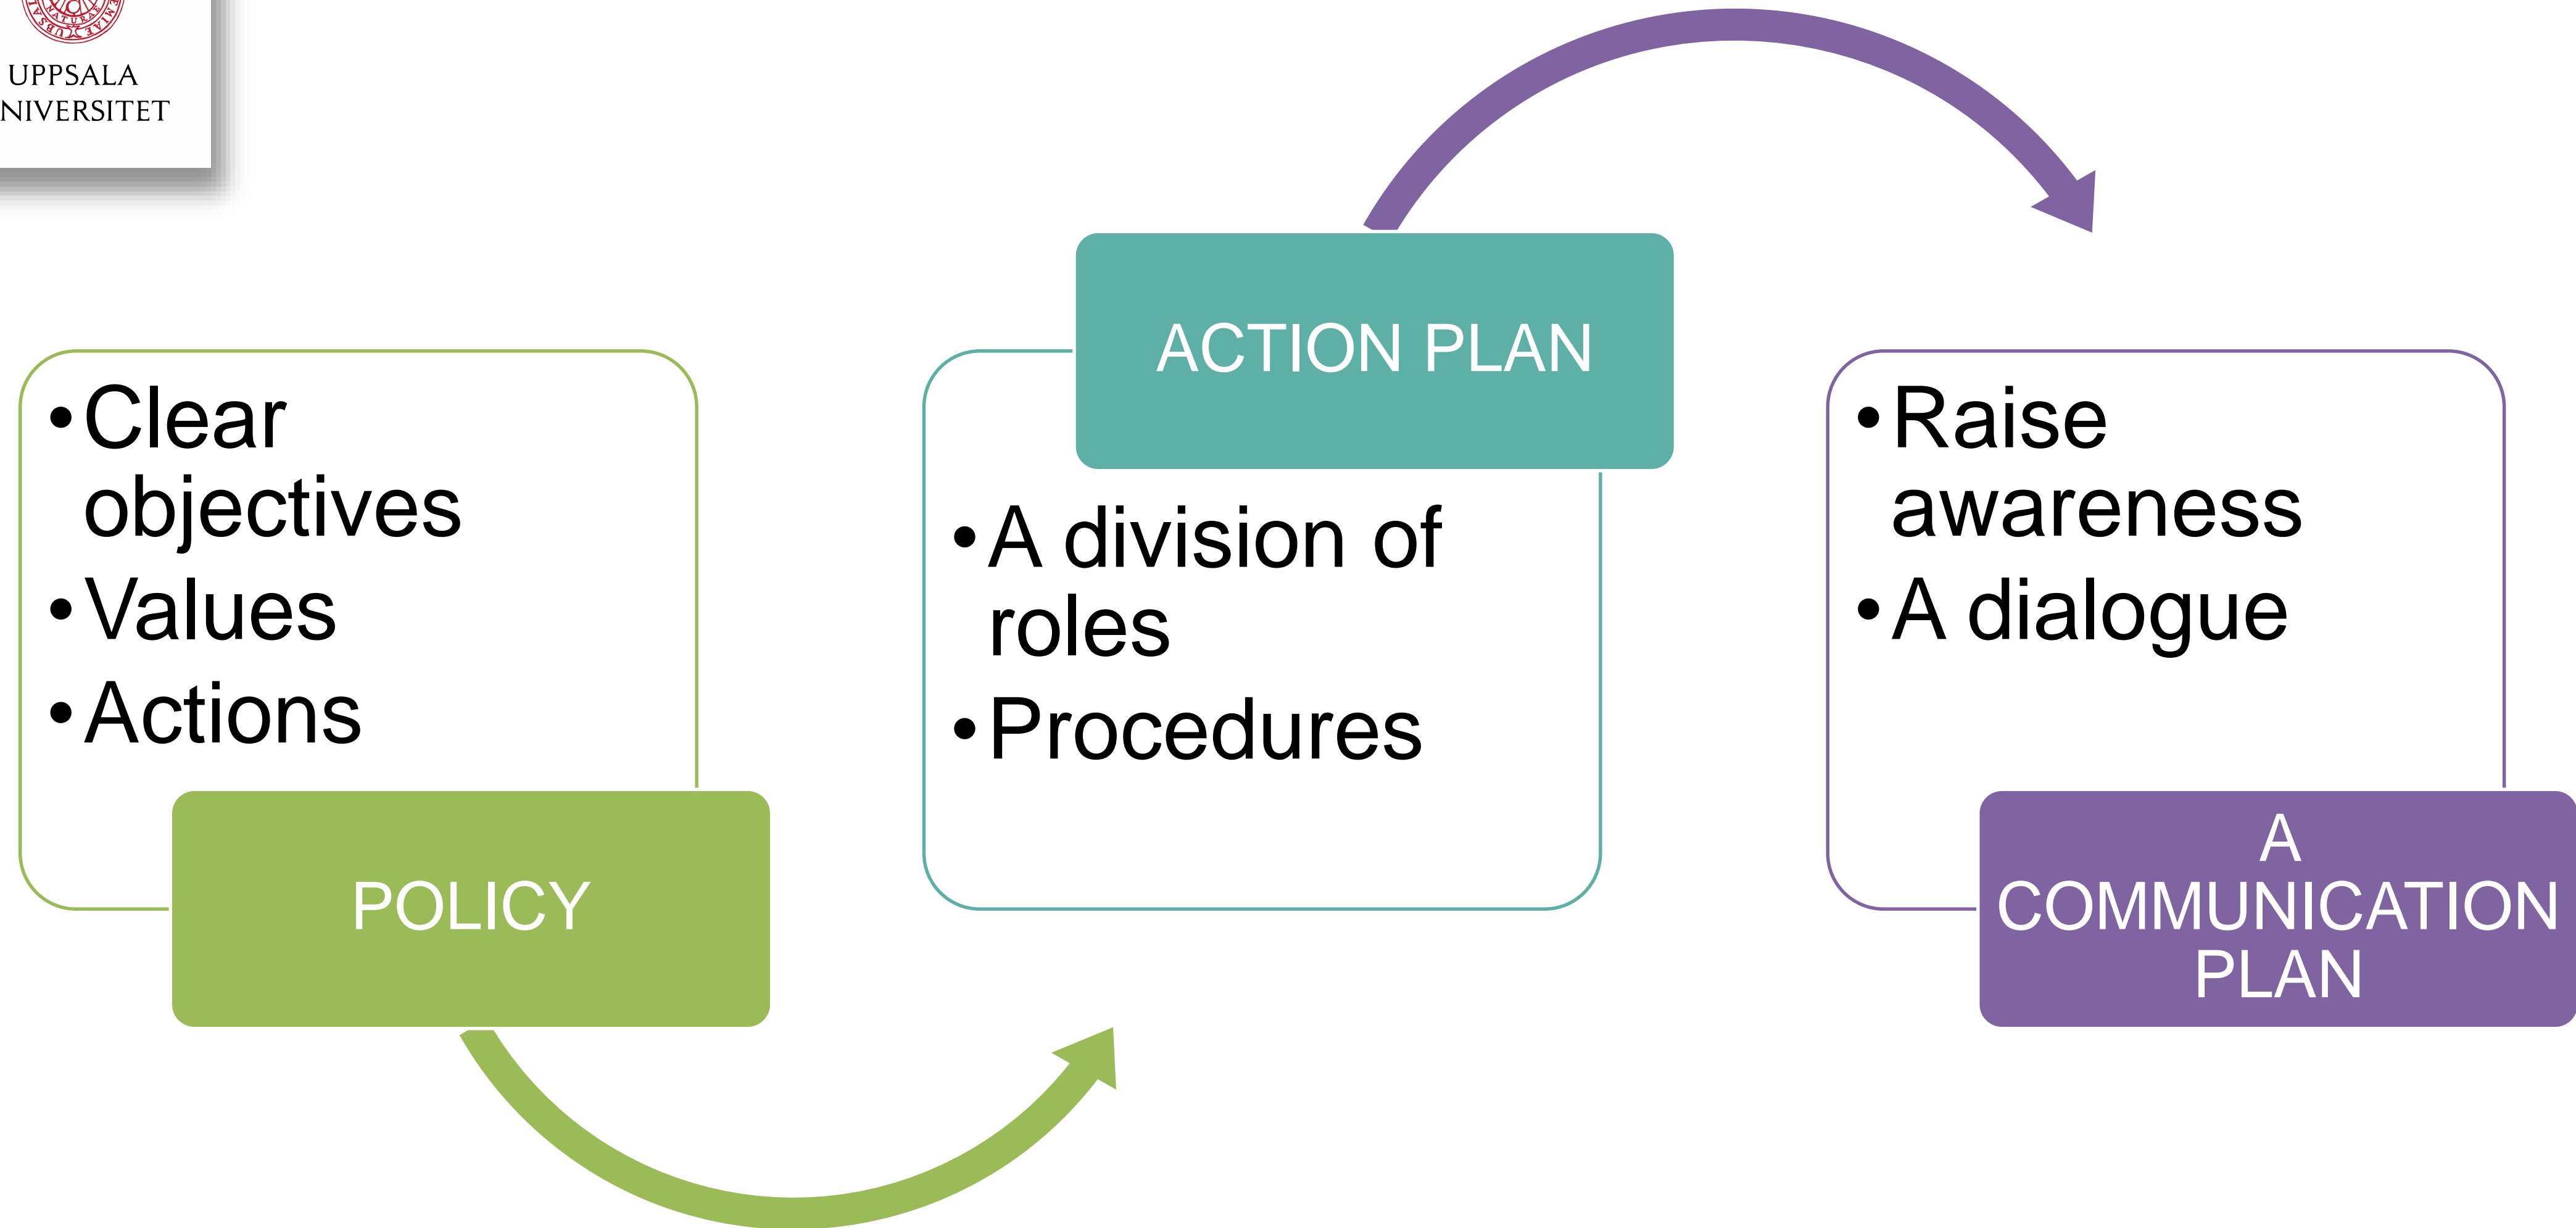 UPPSALA
NIVERSITET
•Clear
objectives
•Values
•Actions
POLICY
ACTION PLAN
•A division of
roles
•Procedures
•Raise
awareness
•A dialogue
A
COMMUNICATION
PLAN